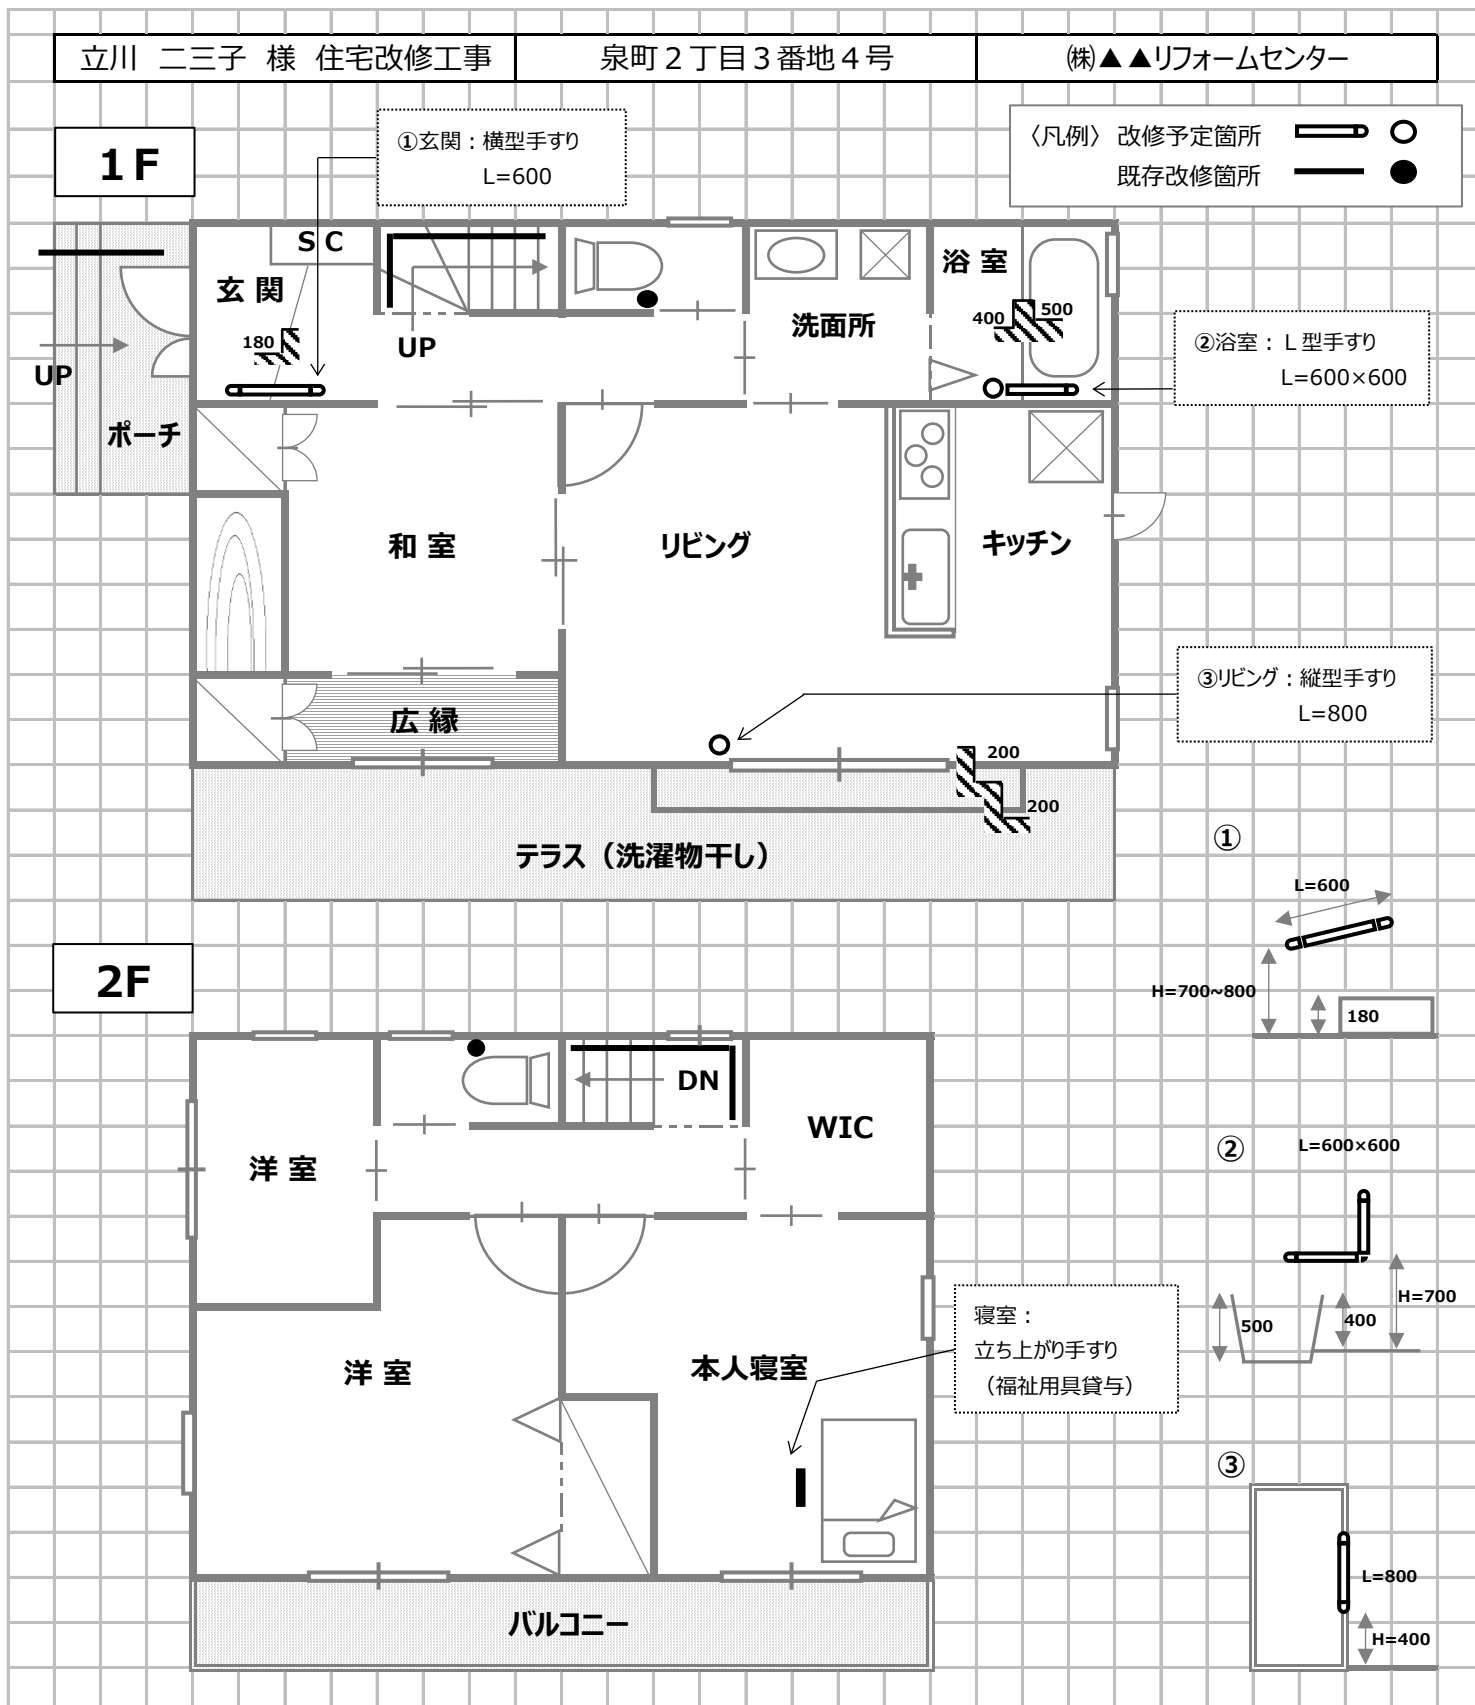 立川 二三子 様 住宅改修工事
泉町２丁目３番地４号
㈱▲▲リフォームセンター
〈凡例〉 改修予定箇所
既存改修箇所
1F
①玄関：横型手すり
L=600
ＳＣ
玄 関
180
UP
UP
ポーチ
洗面所
浴 室
400
500
②浴室： Ｌ型手すり
L=600×600
和 室
リビング
キッチン
③リビング：縦型手すり
L=800
広 縁
200
200
テラス（洗濯物干し）
①
L=600
H=700~800
180
2F
DN
WIC
洋 室
②
L=600×600
H=700
500
400
洋 室
本人寝室
寝室：
立ち上がり手すり
（福祉用具貸与）
③
L=800
H=400
バルコニー